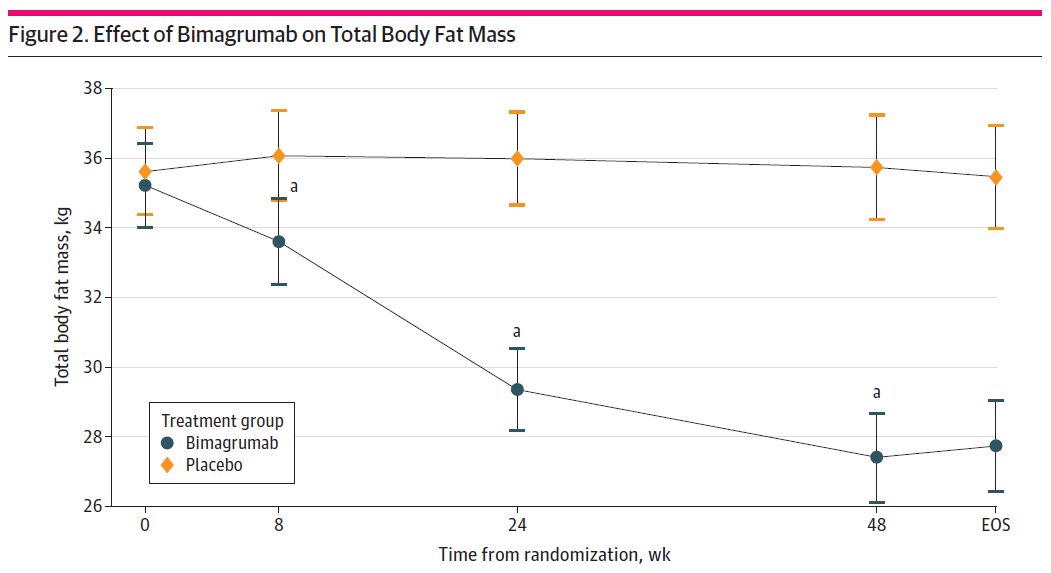 Figure 2. Effect of Bimagrumab on Total Body Fat Mass
38
36
34
32
30
28
26
Total body fat mass, kg
a
a
a
Treatment group
Bimagrumab
Placebo
0 8 24 48 EOS
Time from randomization, wk